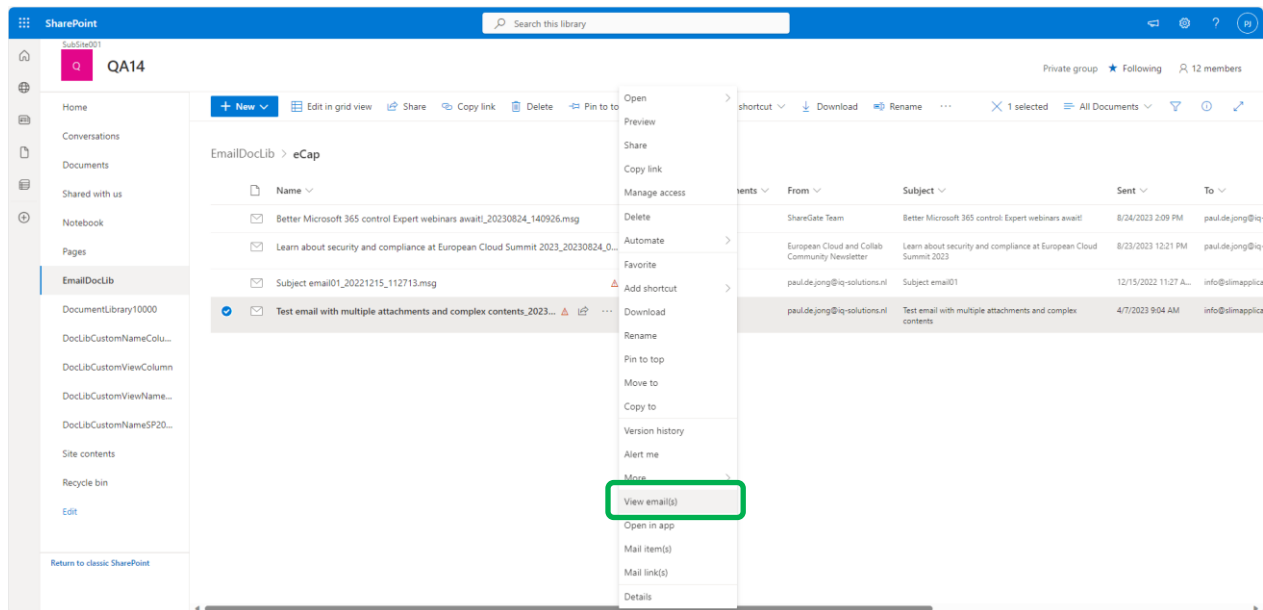 SharePoint
Search this library
PJ
SubSite001
Q
QA14
Private group
Following
12 members
Home
Conversations
Documents
Shared with us
Notebook
Pages
EmailDocLib
DocumentLibrary10000
DocLibCustomNameColu...
DocLibCustomViewColumn
DocLibCustomViewName...
DocLibCustomNameSP20...
Site contents
Recycle bin
Edit
Return to classic SharePoint
New
Edit in grid view
Share
Copy link
Delete
Pin to to
shortcut
Download
Rename
...
1 selected
All Documents
EmailDocLib > eCap
Name
ents
From
Subject
Sent
To
Better Microsoft 365 control Expert webinars await!_20230824_140926.msg
ShareGate Team
Better Microsoft 365 control: Expert webinars await!
8/24/2023 2:09 PM
paul.de.jong@iq-
Learn about security and compliance at European Cloud Summit 2023_20230824_0...
European Cloud and Collab
Community Newsletter
Learn about security and compliance at European Cloud
Summit 2023
8/23/2023 12:21 PM
paul.de.jong@iq-
Subject email01_20221215_112713.msg
paul.de.jong@iq-solutions.nl
Subject email01
12/15/2022 11:27 A...
info@slimapplica
Test email with multiple attachments and complex contents_2023...
...
paul.de.jong@iq-solutions.nl
Test email with multiple attachments and complex
contents
4/7/2023 9:04 AM
info@slimapplica
Open
Preview
Share
Copy link
Manage access
Delete
Automate
Favorite
Add shortcut
Download
Rename
Pin to top
Move to
Copy to
Version history
Alert me
More
View email(s)
Open in app
Mail item(s)
Mail link(s)
Details